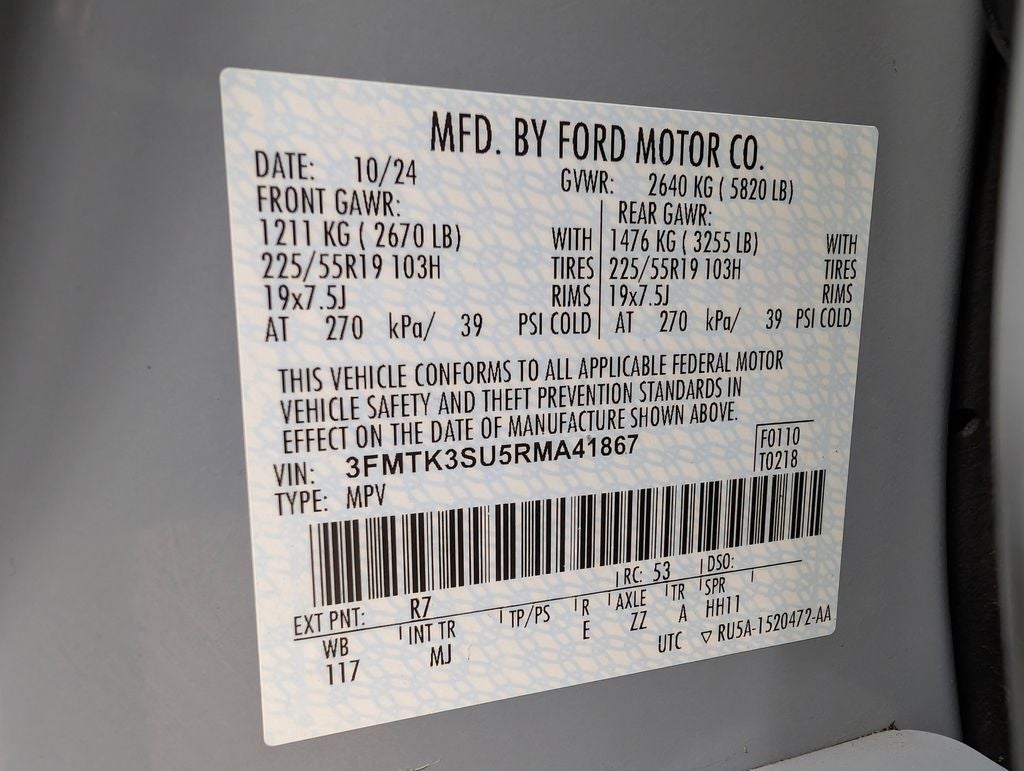 MFD. BY FORD MOTOR CO.
DATE: 10/24 GVWR: 2640 KG ( 5820 LB)
FRONT GAWR: REAR GAWR:
1211 KG ( 2670 LB) WITH 1476 KG ( 3255 LB) WITH
225/55R19 103H TIRES 225/55R19 103H TIRES
19x7.5J RIMS 19x7.5J RIMS
AT 270 kPa/ 39 PSI COLD AT 270 kPa/ 39 PSI COLD
THIS VEHICLE CONFORMS TO ALL APPLICABLE FEDERAL MOTOR
VEHICLE SAFETY AND THEFT PREVENTION STANDARDS IN
EFFECT ON THE DATE OF MANUFACTURE SHOWN ABOVE.
VIN: 3FMTK3SU5RMA41867 F0110
TYPE: MPV T0218
EXT PNT: R7 RC: 53 DSO:
WB INT TR TP/PS R AXLE TR SPR
117 MJ E ZZ A HH11
UTC ▽ RU5A-1520472-AA